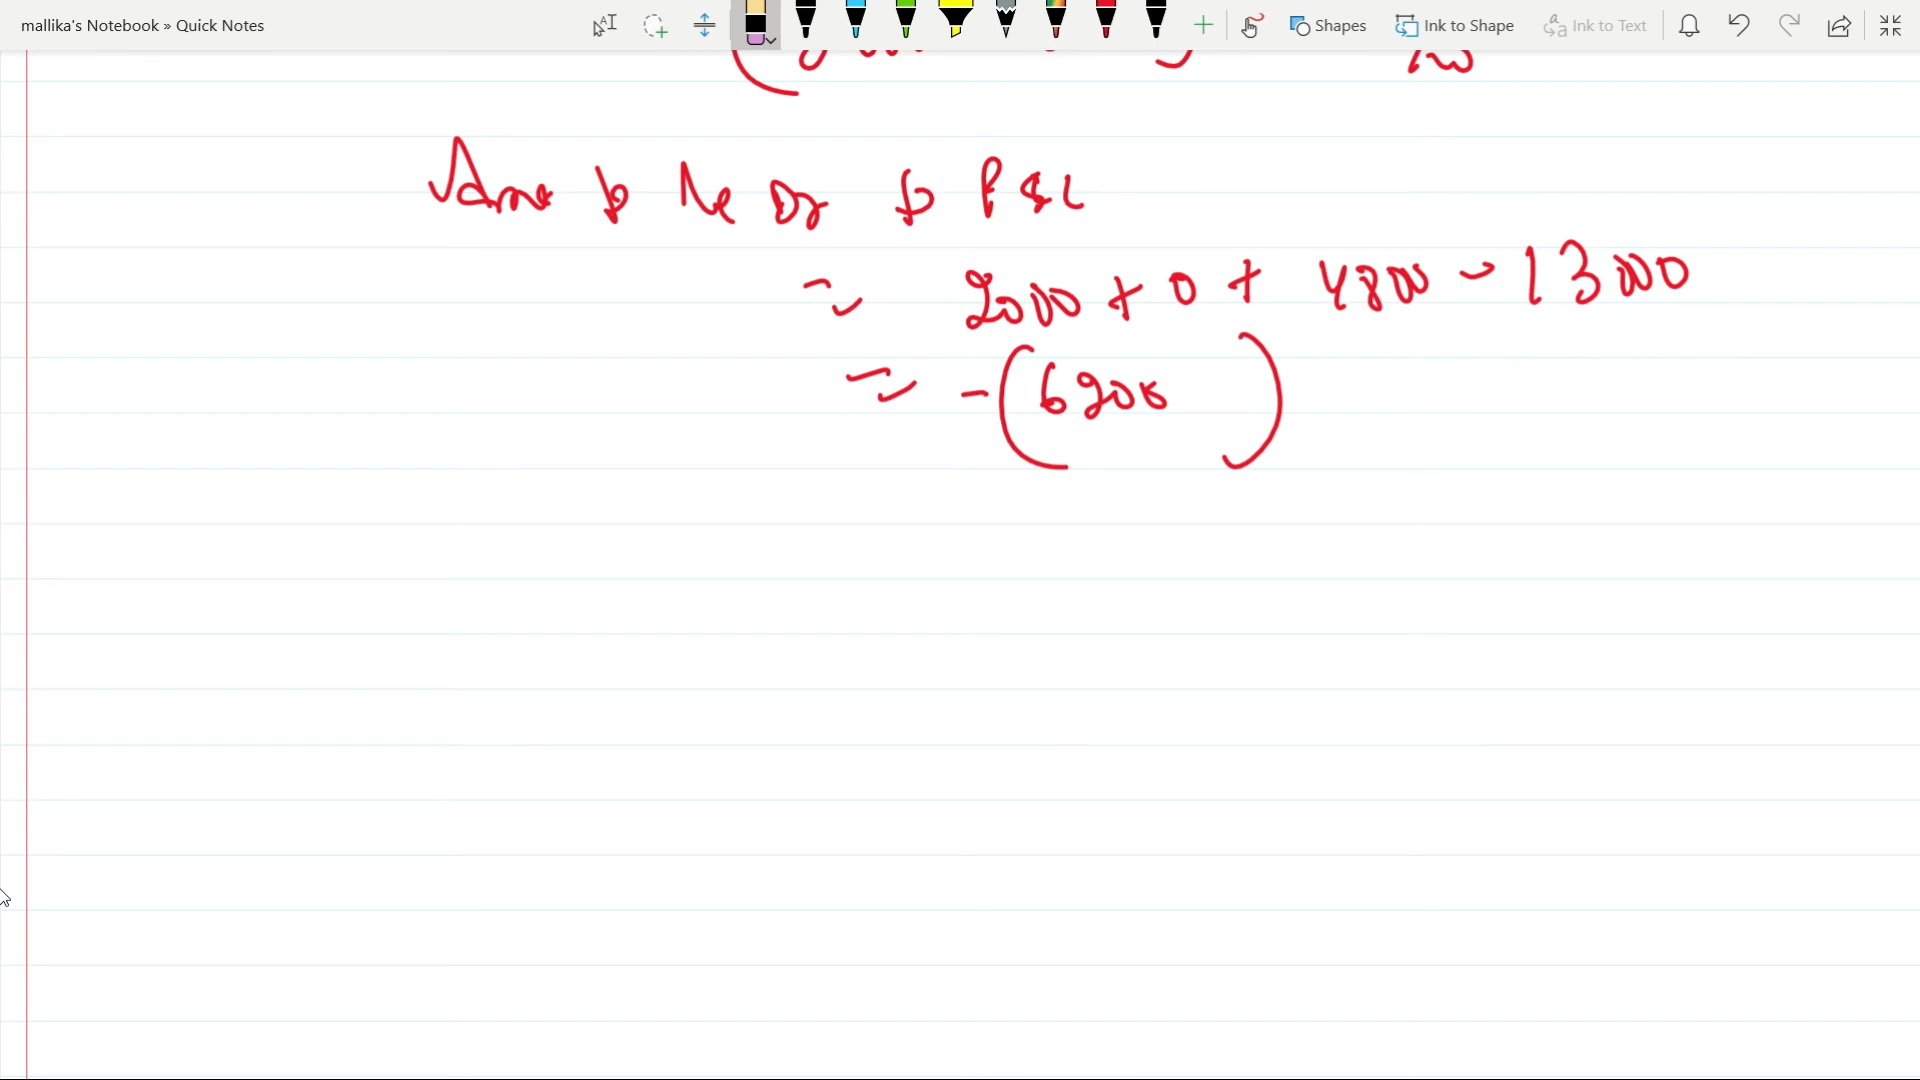 mallika's Notebook » Quick Notes Shapes Ink to Shape Ink to Text
Amt to be Dr to P & L
= 2000 + 0 + 4800 - 13000
= - (6200)